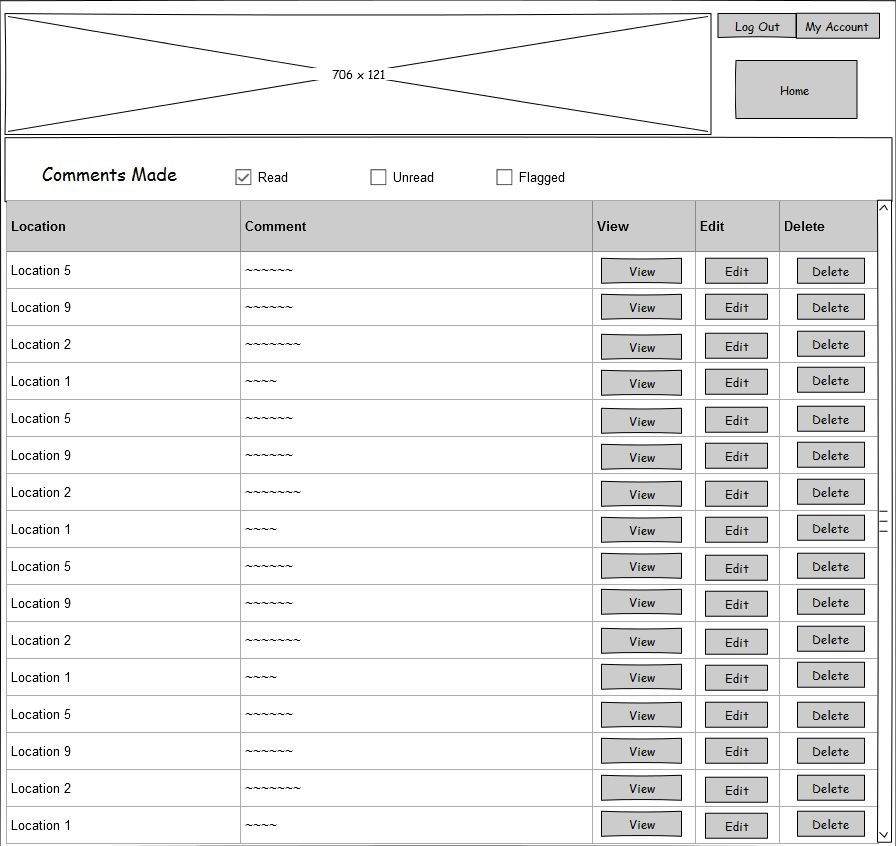 Log Out My Account
706 x 121
Home
Comments Made Read Unread Flagged
Location Comment View Edit Delete
Location 5 ~~~~~~ View Edit Delete
Location 9 ~~~~~~ View Edit Delete
Location 2 ~~~~~~~ View Edit Delete
Location 1 ~~~~ View Edit Delete
Location 5 ~~~~~~ View Edit Delete
Location 9 ~~~~~~ View Edit Delete
Location 2 ~~~~~~~ View Edit Delete
Location 1 ~~~~ View Edit Delete
Location 5 ~~~~~~ View Edit Delete
Location 9 ~~~~~~ View Edit Delete
Location 2 ~~~~~~~ View Edit Delete
Location 1 ~~~~ View Edit Delete
Location 5 ~~~~~~ View Edit Delete
Location 9 ~~~~~~ View Edit Delete
Location 2 ~~~~~~~ View Edit Delete
Location 1 ~~~~ View Edit Delete